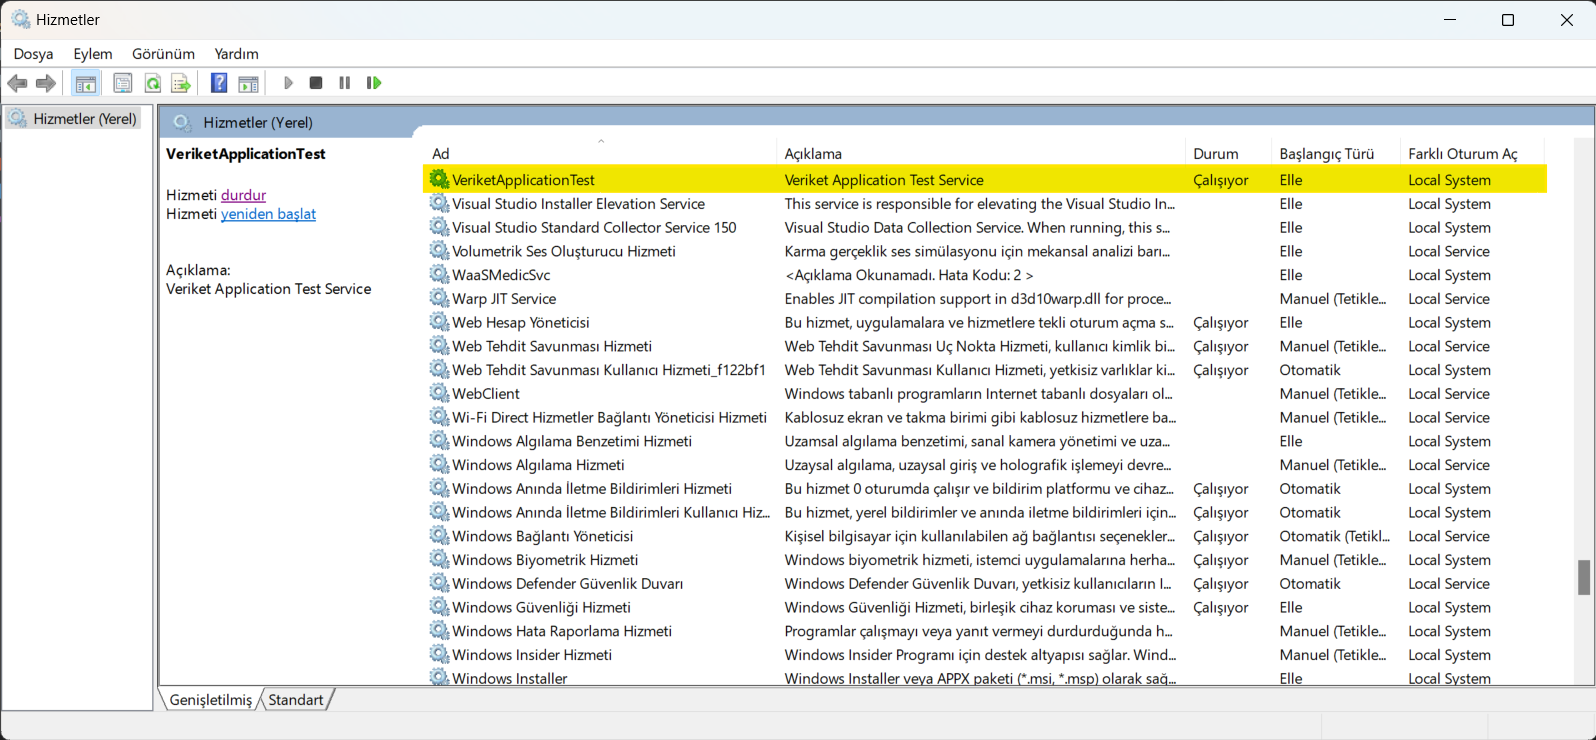 Hizmetler
Dosya Eylem Görünüm Yardım
Hizmetler (Yerel)
Hizmetler (Yerel)
VeriketApplicationTest
Hizmeti durdur
Hizmeti yeniden başlat
Açıklama:
Veriket Application Test Service
Ad Açıklama Durum Başlangıç Türü Farklı Oturum Aç
VeriketApplicationTest Veriket Application Test Service Çalışıyor Elle Local System
Visual Studio Installer Elevation Service This service is responsible for elevating the Visual Studio In... Elle Local System
Visual Studio Standard Collector Service 150 Visual Studio Data Collection Service. When running, this s... Elle Local System
Volumetrik Ses Oluşturucu Hizmeti Karma gerçeklik ses simülasyonu için mekansal analizi barı... Elle Local Service
WaaSMedicSvc <Açıklama Okunamadı. Hata Kodu: 2 > Elle Local System
Warp JIT Service Enables JIT compilation support in d3d10warp.dll for proce... Manuel (Tetikle... Local Service
Web Hesap Yöneticisi Bu hizmet, uygulamalara ve hizmetlere tekli oturum açma s... Çalışıyor Elle Local System
Web Tehdit Savunması Hizmeti Web Tehdit Savunması Uç Nokta Hizmeti, kullanıcı kimlik bi... Çalışıyor Manuel (Tetikle... Local Service
Web Tehdit Savunması Kullanıcı Hizmeti_f122bf1 Web Tehdit Savunması Kullanıcı Hizmeti, yetkisiz varlıklar ki... Çalışıyor Otomatik Local System
WebClient Windows tabanlı programların Internet tabanlı dosyaları ol... Manuel (Tetikle... Local Service
Wi-Fi Direct Hizmetler Bağlantı Yöneticisi Hizmeti Kablosuz ekran ve takma birimi gibi kablosuz hizmetlere ba... Manuel (Tetikle... Local Service
Windows Algılama Benzetimi Hizmeti Uzamsal algılama benzetimi, sanal kamera yönetimi ve uza... Elle Local System
Windows Algılama Hizmeti Uzaysal algılama, uzaysal giriş ve holografik işlemeyi devre... Manuel (Tetikle... Local Service
Windows Anında İletme Bildirimleri Hizmeti Bu hizmet 0 oturumda çalışır ve bildirim platformu ve cihaz... Çalışıyor Otomatik Local System
Windows Anında İletme Bildirimleri Kullanıcı Hiz... Bu hizmet, yerel bildirimler ve anında iletme bildirimleri için... Çalışıyor Otomatik Local System
Windows Bağlantı Yöneticisi Kişisel bilgisayar için kullanılabilen ağ bağlantısı seçenekler... Çalışıyor Otomatik (Tetikl... Local Service
Windows Biyometrik Hizmeti Windows biyometrik hizmeti, istemci uygulamalarına herha... Çalışıyor Manuel (Tetikle... Local System
Windows Defender Güvenlik Duvarı Windows Defender Güvenlik Duvarı, yetkisiz kullanıcıların I... Çalışıyor Otomatik Local Service
Windows Güvenliği Hizmeti Windows Güvenliği Hizmeti, birleşik cihaz koruması ve siste... Çalışıyor Elle Local System
Windows Hata Raporlama Hizmeti Programlar çalışmayı veya yanıt vermeyi durdurduğunda h... Manuel (Tetikle... Local System
Windows Insider Hizmeti Windows Insider Programı için destek altyapısı sağlar. Wind... Manuel (Tetikle... Local System
Windows Installer Windows Installer veya APPX paketi (*.msi, *.msp) olarak sağ... Elle Local System
Genişletilmiş Standart